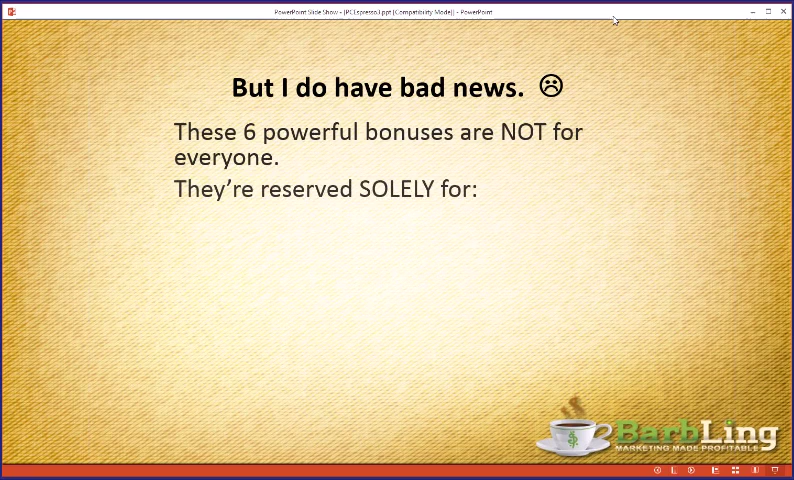 PowerPoint Slide Show - [PCEspresso3.ppt [Compatibility Mode]] - PowerPoint
But I do have bad news. ☹
These 6 powerful bonuses are NOT for
everyone.
They’re reserved SOLELY for:
BarbLing
MARKETING MADE PROFITABLE